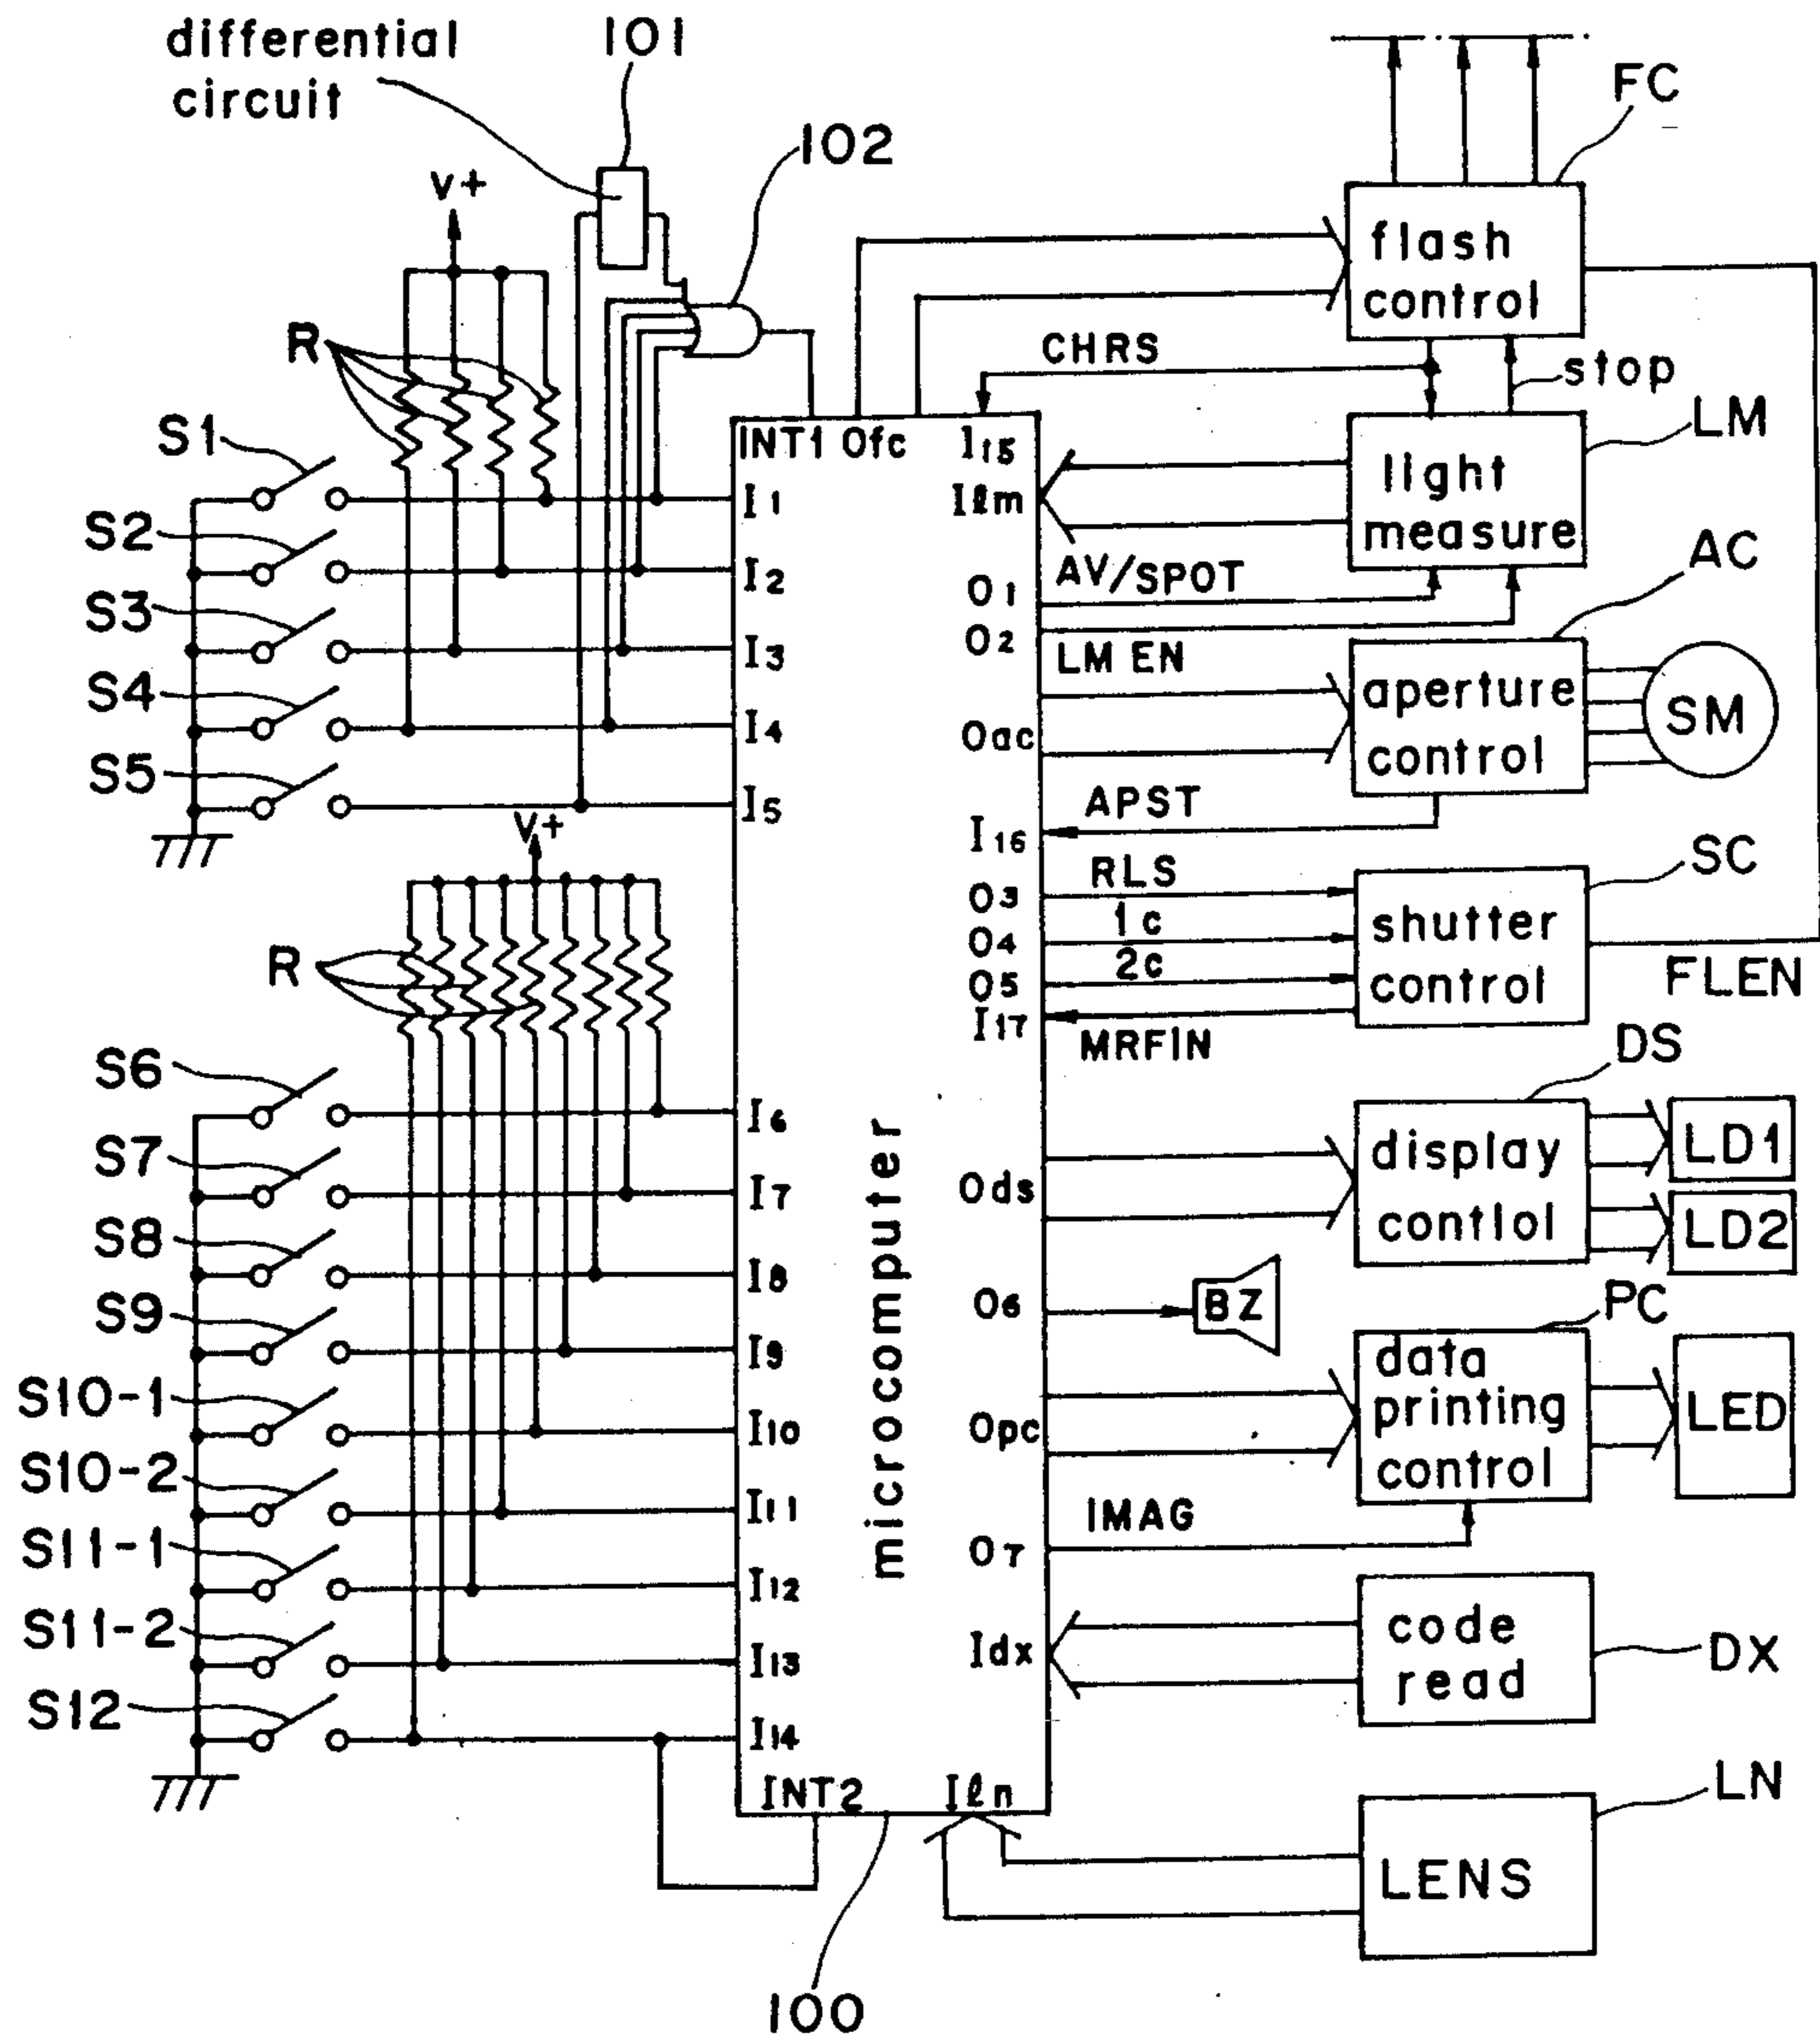 differential
circuit
101
102
V+
R
S1
S2
S3
S4
S5
V+
R
S6
S7
S8
S9
S10-1
S10-2
S11-1
S11-2
S12
INT1
Ofc
I15
I1
I2
I3
I4
I5
I6
I7
I8
I9
I10
I11
I12
I13
I14
INT2
Iℓn
microcomputer
100
Iℓm
O1
O2
Oac
I16
O3
O4
O5
I17
Ods
O6
Opc
O7
Idx
FC
flash
control
CHRS
stop
LM
light
measure
AV/SPOT
LM EN
AC
aperture
control
SM
APST
SC
RLS
1c
2c
shutter
control
FLEN
MRFIN
DS
display
contlol
LD1
LD2
BZ
PC
data
printing
control
LED
IMAG
code
read
DX
LN
LENS